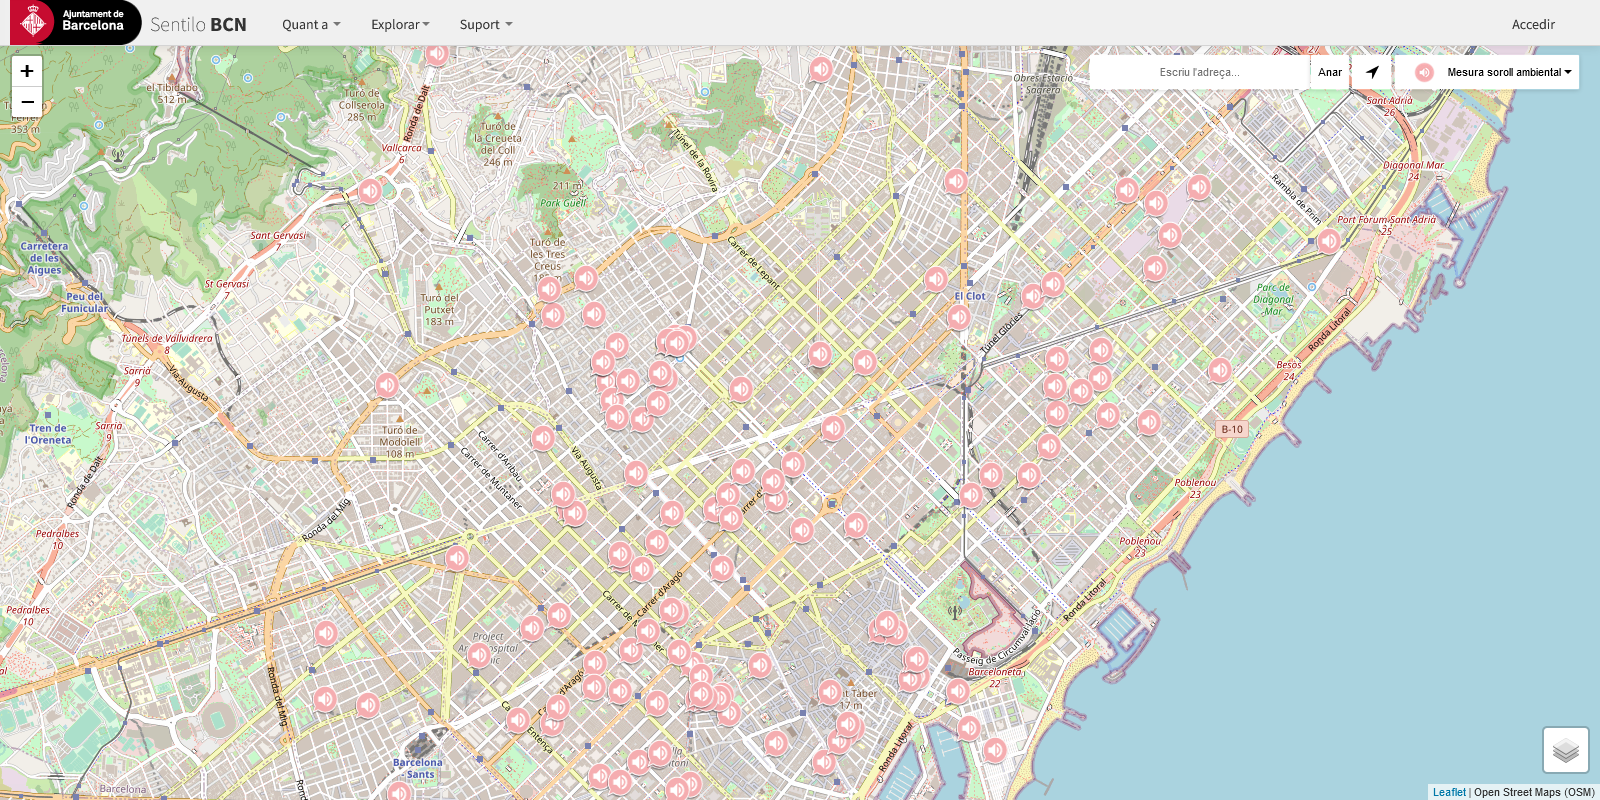 Ajuntament de
Barcelona
Sentilo BCN
Quant a
Explorar
Suport
Accedir
+
−
Escriu l'adreça...
Anar
Mesura soroll ambiental
el Tibidabo
512 m
353 m
Turó de
Collserola
285 m
Ronda de Dalt
Vallcarca
6
Turó de
la Creueta
del Coll
246 m
Túnel de la Rovira
211 m
Park Güell
Turó de
les Tres
Creus
Obres Estació
Sagrera
Sant Adrià
26
Diagonal Mar
24
Rambla de Prim
Port Fòrum Sant Adrià
25
Carretera
de les
Aigües
Peu del
Funicular
Sant Gervasi
7
St Gervasi
7
Carrer de Lepant
El Clot
Parc de
Diagonal
Mar
Ronda Litoral
Túnel Glòries
Turó del
Putxet
183 m
Túnels de Vallvidrera
8
Sarrià
9
Via Augusta
Besòs
24
Tren de
l'Oreneta
Sarrià
9
Ronda de Dalt
Turó de
Modolell
108 m
Carrer d'Aribau
Carrer de Muntaner
Via Augusta
B-10
Poblenou
23
Pedralbes
10
Ronda del Mig
Poblenou
23
Ronda Litoral
Carrer d'Aragó
Pedralbes
10
Passeig de Circumval·lació
Barceloneta
22
Ronda del Mig
Carrer d'Aragó
Entença
17 m
Ronda Litoral
Barcelona
- Sants
Barcelona
Leaflet | Open Street Maps (OSM)